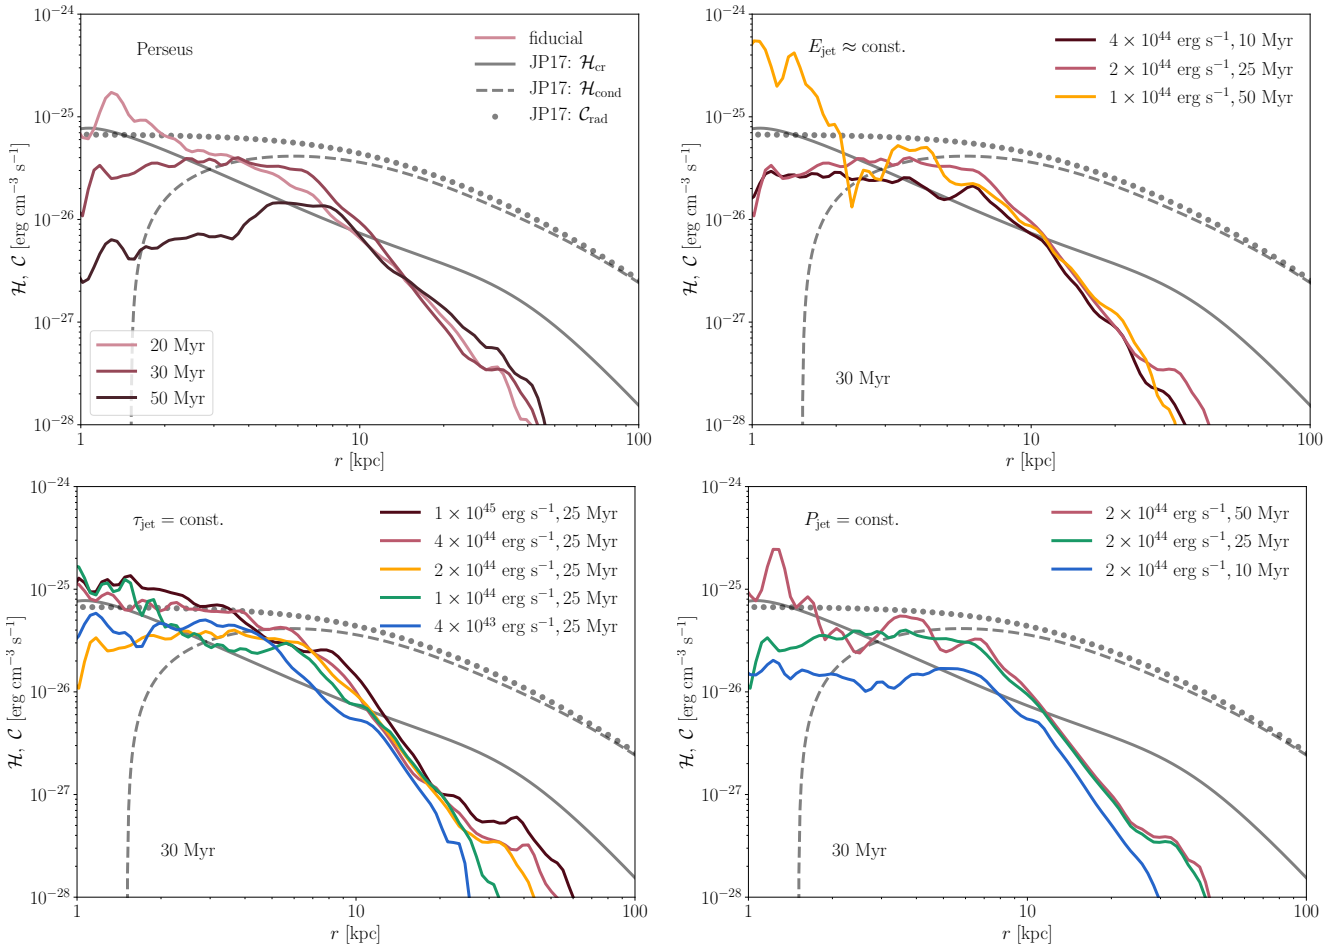 Perseus
fiducial
JP17: ℋ_cr
JP17: ℋ_cond
JP17: 𝒞_rad
20 Myr
30 Myr
50 Myr
10^−24
10^−25
10^−26
10^−27
10^−28
ℋ, 𝒞 [erg cm^−3 s^−1]
1
10
100
r [kpc]
E_jet ≈ const.
4 × 10^44 erg s^−1, 10 Myr
2 × 10^44 erg s^−1, 25 Myr
1 × 10^44 erg s^−1, 50 Myr
30 Myr
10^−24
10^−25
10^−26
10^−27
10^−28
ℋ, 𝒞 [erg cm^−3 s^−1]
1
10
100
r [kpc]
τ_jet = const.
1 × 10^45 erg s^−1, 25 Myr
4 × 10^44 erg s^−1, 25 Myr
2 × 10^44 erg s^−1, 25 Myr
1 × 10^44 erg s^−1, 25 Myr
4 × 10^43 erg s^−1, 25 Myr
30 Myr
10^−24
10^−25
10^−26
10^−27
10^−28
ℋ, 𝒞 [erg cm^−3 s^−1]
1
10
100
r [kpc]
P_jet = const.
2 × 10^44 erg s^−1, 50 Myr
2 × 10^44 erg s^−1, 25 Myr
2 × 10^44 erg s^−1, 10 Myr
30 Myr
10^−24
10^−25
10^−26
10^−27
10^−28
ℋ, 𝒞 [erg cm^−3 s^−1]
1
10
100
r [kpc]